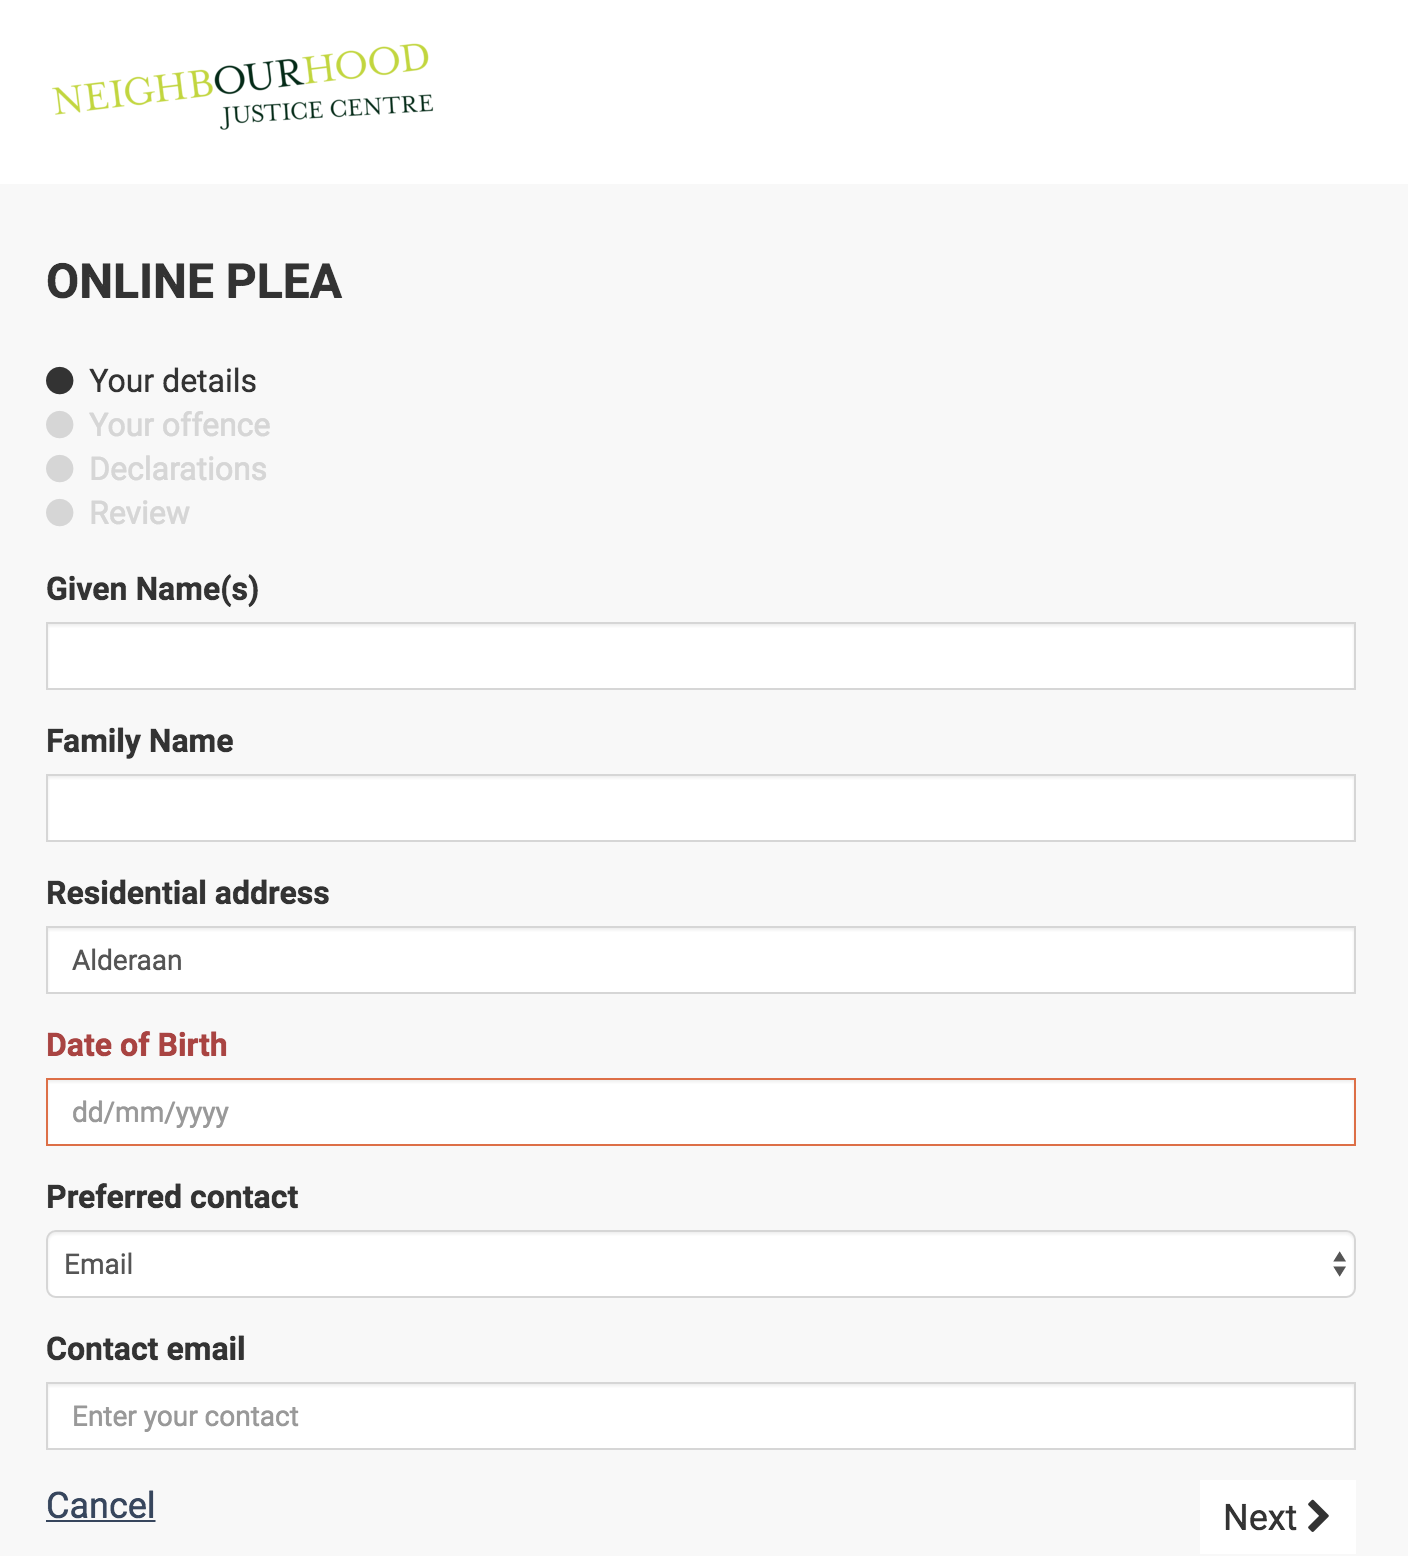 NEIGHBOURHOOD
JUSTICE CENTRE
ONLINE PLEA
Your details
Your offence
Declarations
Review
Given Name(s)
Family Name
Residential address
Alderaan
Date of Birth
dd/mm/yyyy
Preferred contact
Email
Contact email
Enter your contact
Cancel
Next